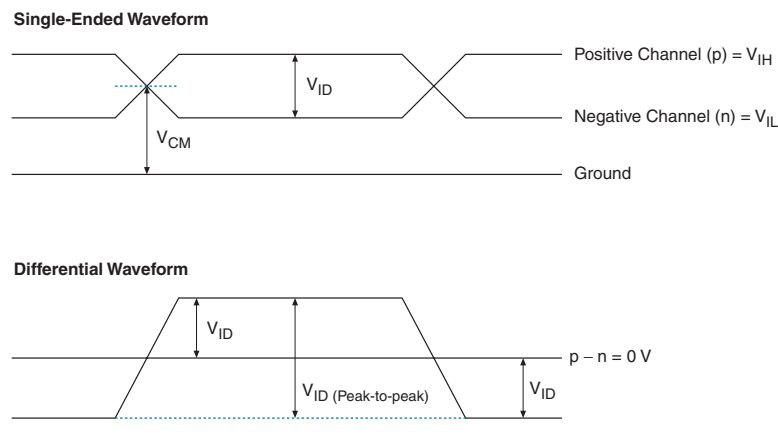 Single-Ended Waveform
Positive Channel (p) = VIH
VID
Negative Channel (n) = VIL
VCM
Ground
Differential Waveform
VID
p – n = 0 V
VID (Peak-to-peak)
VID